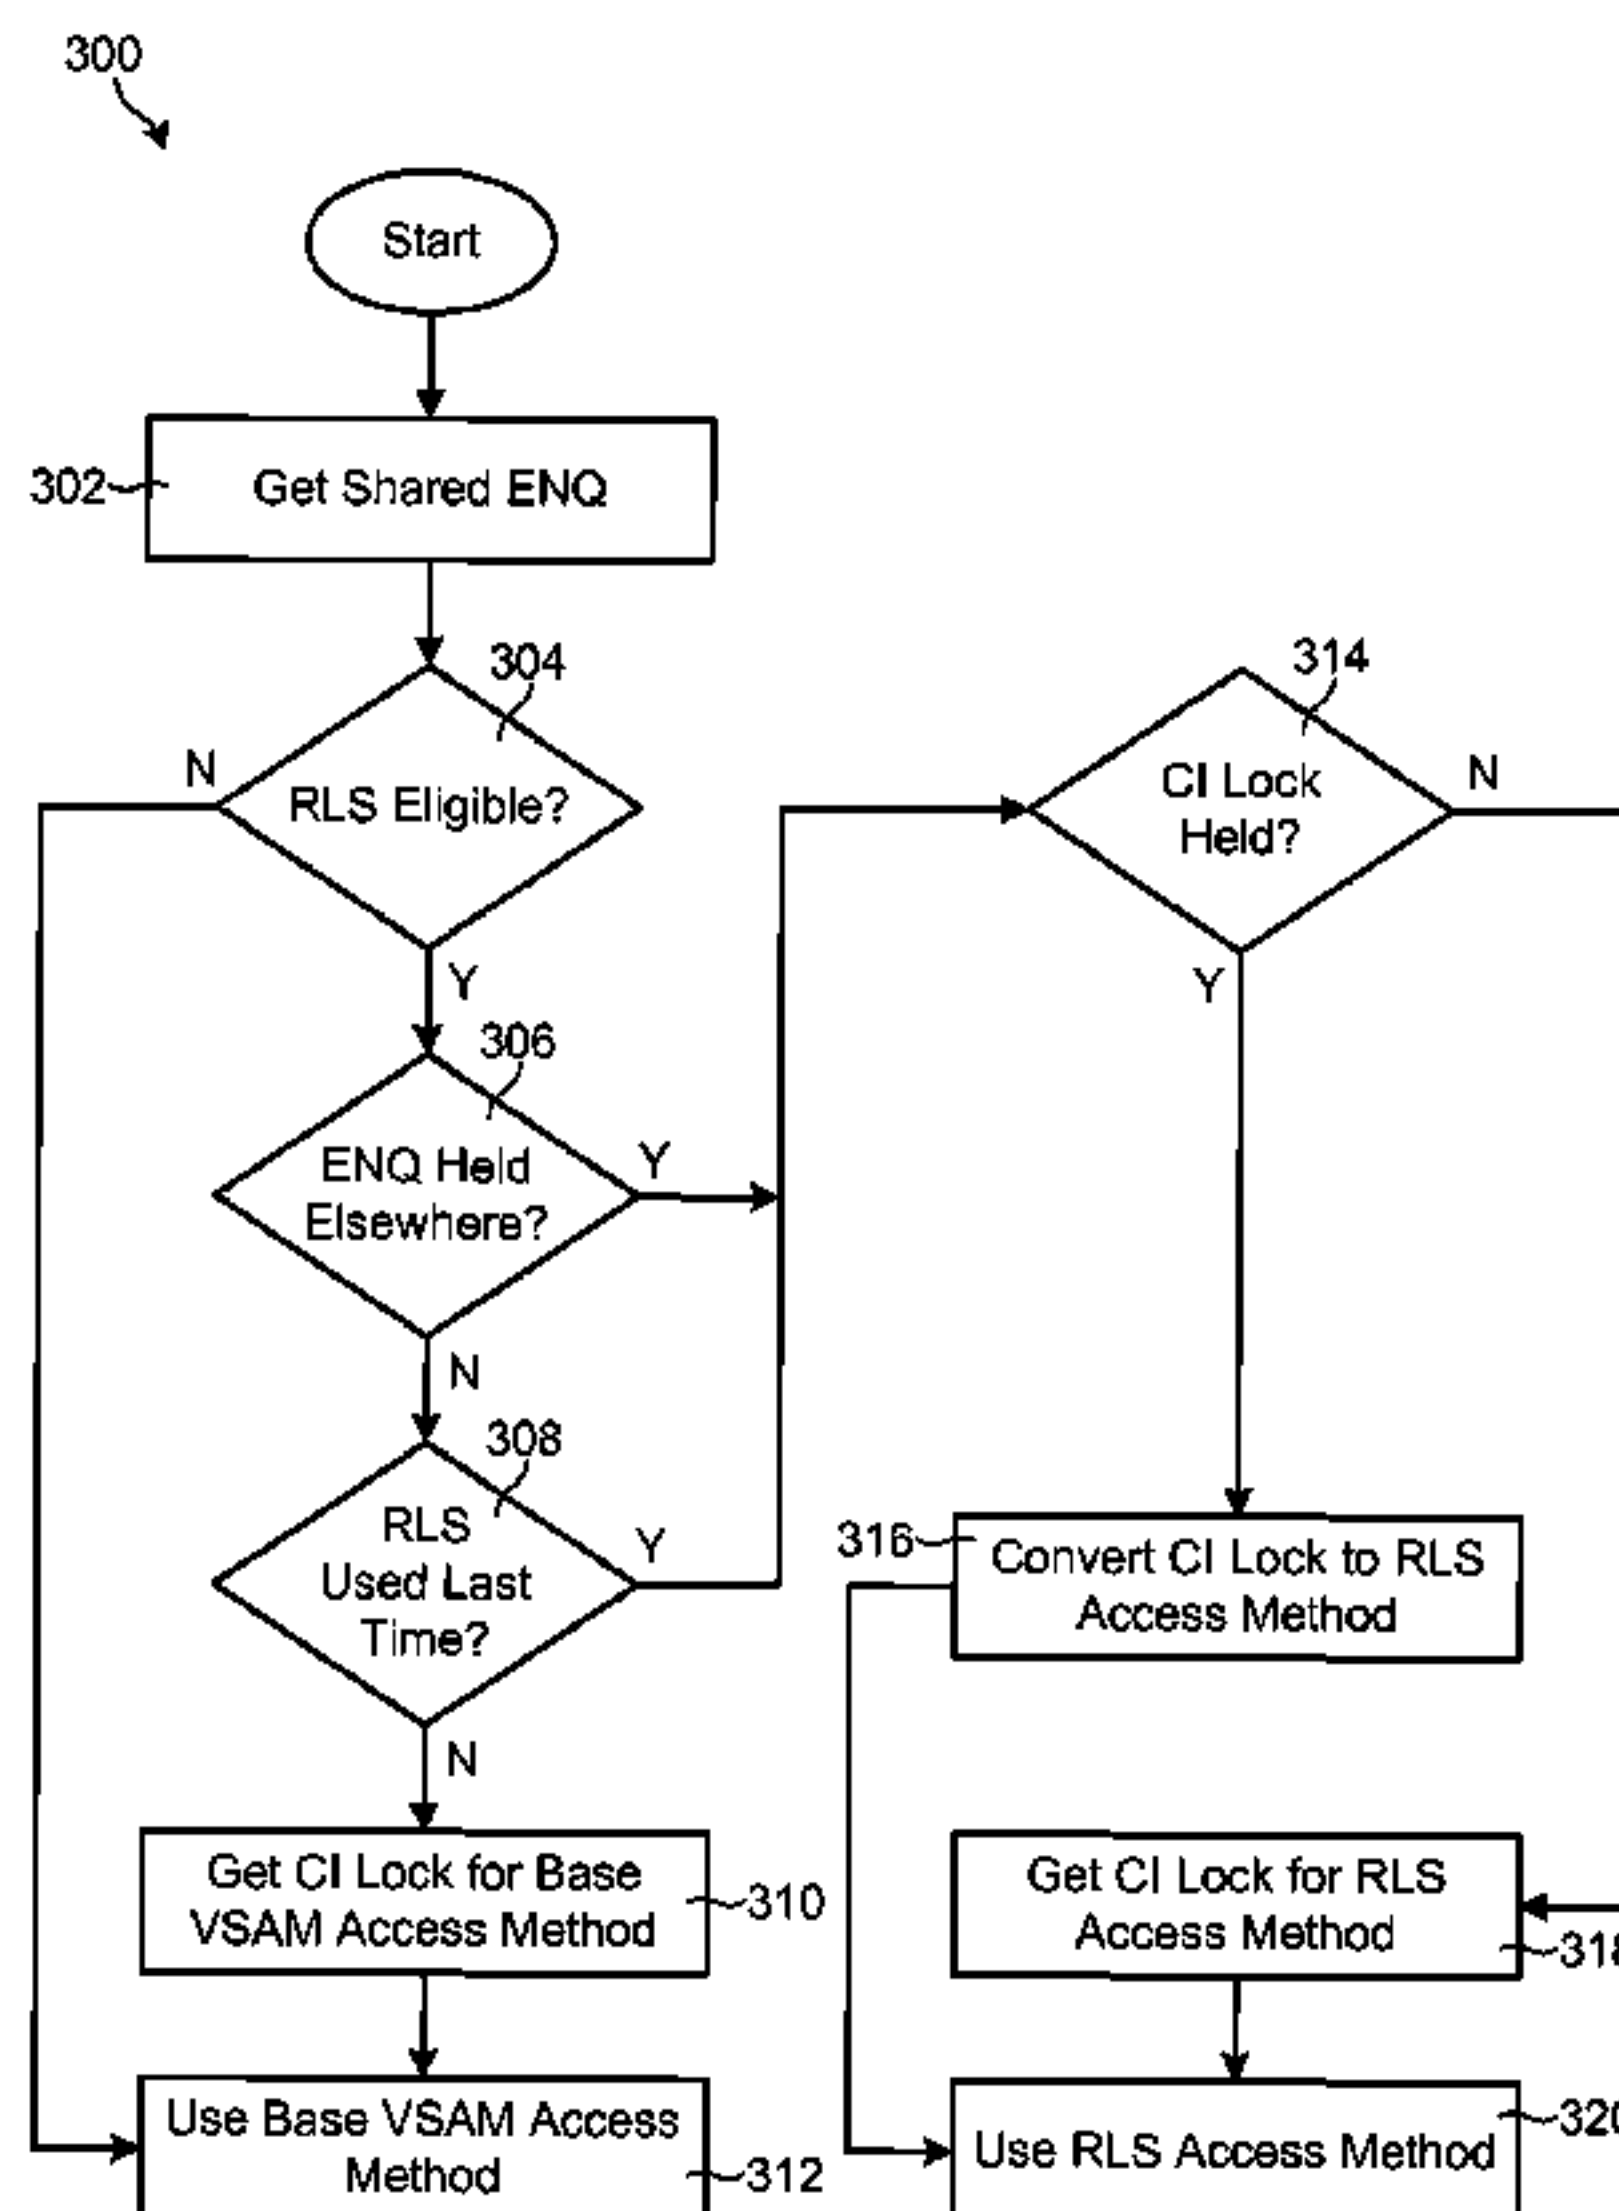 300
Start
302
Get Shared ENQ
304
N
RLS Eligible?
Y
306
ENQ Held
Elsewhere?
Y
N
308
RLS
Used Last
Time?
Y
N
Get CI Lock for Base
VSAM Access Method
310
Use Base VSAM Access
Method
312
314
CI Lock
Held?
N
Y
316
Convert CI Lock to RLS
Access Method
Get CI Lock for RLS
Access Method
318
Use RLS Access Method
320